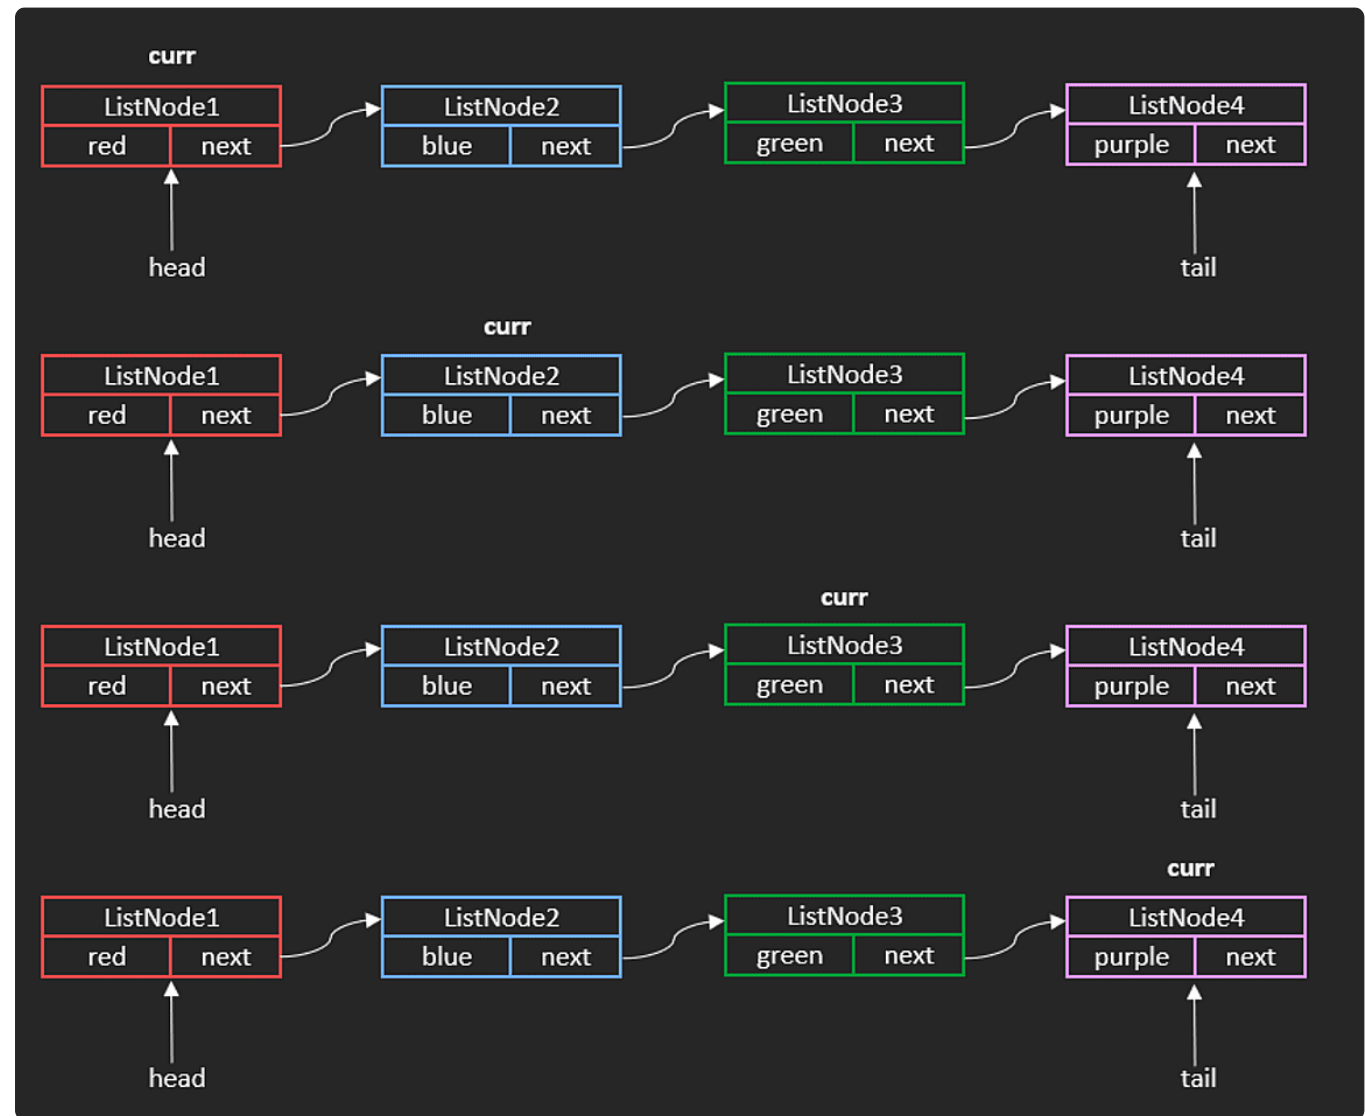 curr
ListNode1 ListNode2 ListNode3 ListNode4
red next blue next green next purple next
head tail
curr
ListNode1 ListNode2 ListNode3 ListNode4
red next blue next green next purple next
head tail
curr
ListNode1 ListNode2 ListNode3 ListNode4
red next blue next green next purple next
head tail
curr
ListNode1 ListNode2 ListNode3 ListNode4
red next blue next green next purple next
head tail